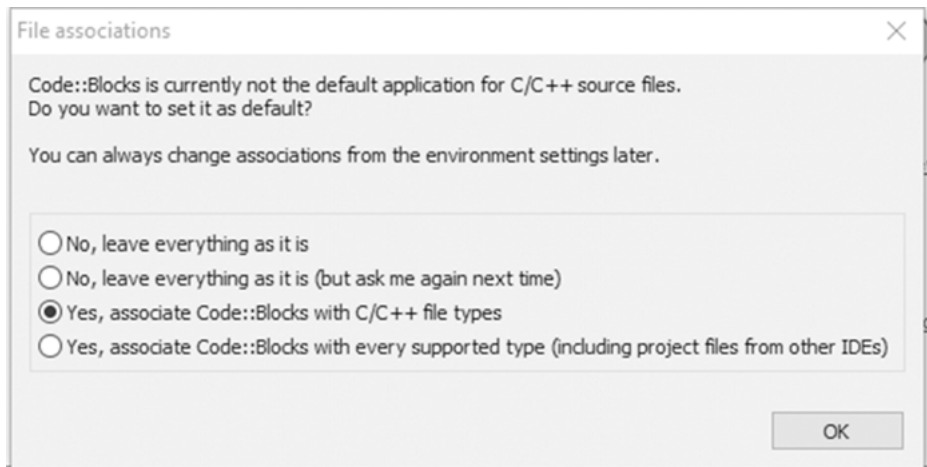 File associations
Code::Blocks is currently not the default application for C/C++ source files.
Do you want to set it as default?
You can always change associations from the environment settings later.
No, leave everything as it is
No, leave everything as it is (but ask me again next time)
Yes, associate Code::Blocks with C/C++ file types
Yes, associate Code::Blocks with every supported type (including project files from other IDEs)
OK